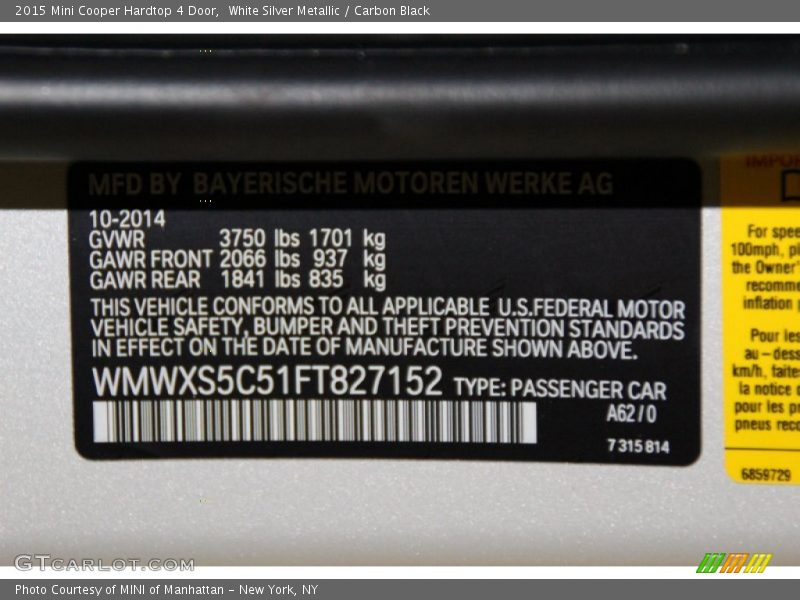 2015 Mini Cooper Hardtop 4 Door, White Silver Metallic / Carbon Black
MFD BY BAYERISCHE MOTOREN WERKE AG
10-2014
GVWR 3750 lbs 1701 kg
GAWR FRONT 2066 lbs 937 kg
GAWR REAR 1841 lbs 835 kg
THIS VEHICLE CONFORMS TO ALL APPLICABLE U.S.FEDERAL MOTOR
VEHICLE SAFETY, BUMPER AND THEFT PREVENTION STANDARDS
IN EFFECT ON THE DATE OF MANUFACTURE SHOWN ABOVE.
WMWXS5C51FT827152 TYPE: PASSENGER CAR
A62/0
7 315 814
For spee
100mph, pl
the Owner'
recomme
inflation p
Pour les
au-dess
km/h, faites
la notice d
pour les p
pneus reco
6859729
GTCARLOT.COM
Photo Courtesy of MINI of Manhattan - New York, NY